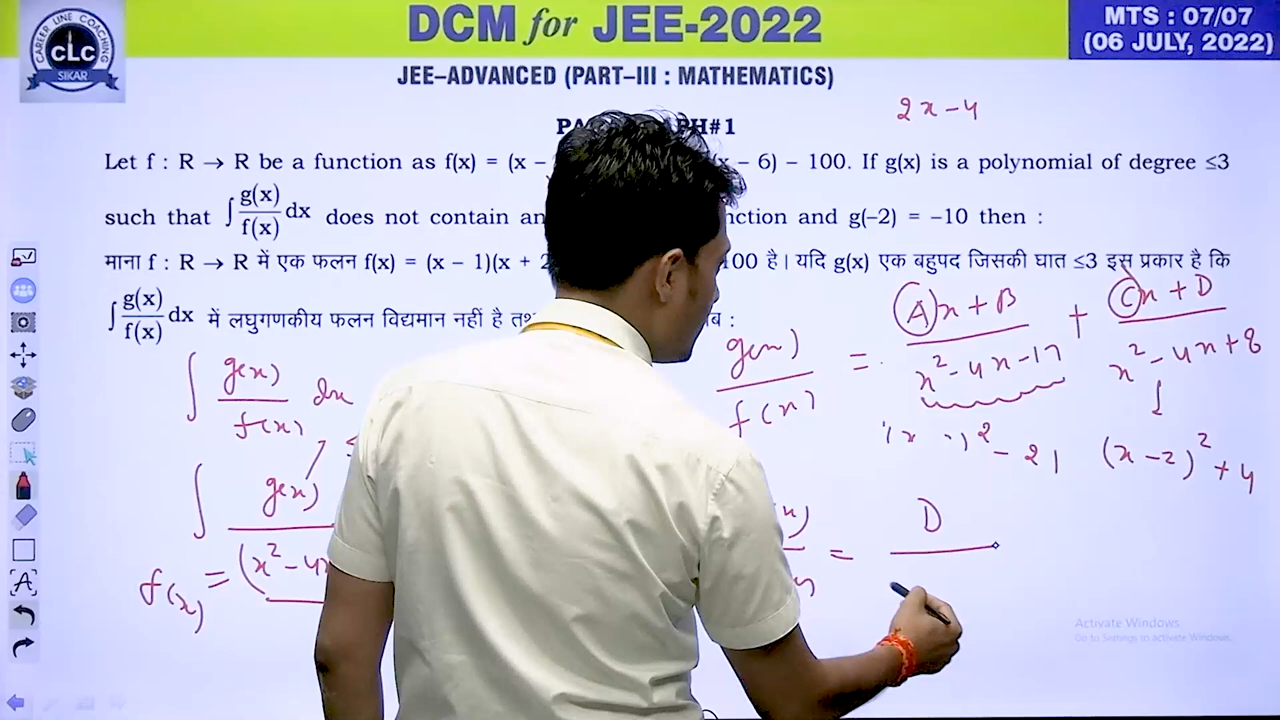 DCM for JEE-2022
MTS : 07/07
(06 JULY, 2022)
CAREER LINE COACHING
CLC
SIKAR
JEE–ADVANCED (PART–III : MATHEMATICS)
2x-4
PH#1
Let f : R → R be a function as f(x) = (x – – 6) – 100. If g(x) is a polynomial of degree ≤3
such that ∫ g(x)/f(x) dx does not contain and g(–2) = –10 then :
माना f : R → R में एक फलन f(x) = (x – 1)(x + 100 है। यदि g(x) एक बहुपद जिसकी घात ≤3 इस प्रकार है कि
∫ g(x)/f(x) dx में लघुगणकीय फलन विद्यमान नहीं है :
∫ g(x)/f(x) dx
g(x)/f(x) = (Ax+B)/(x²-4x-17) + (Cx+D)/(x²-4x+8)
)² - 21 (x-2)² + 4
∫ g(x)
= D
f(x) = (x²-4x
Activate Windows
Go to Settings to activate Windows.